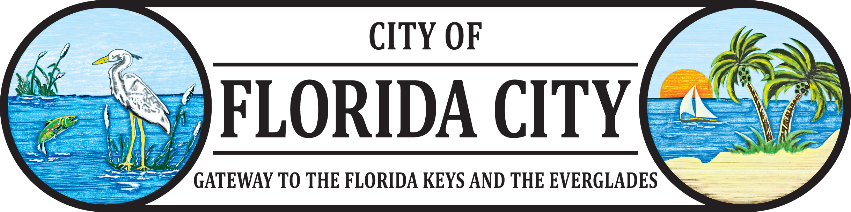 CITY OF
FLORIDA CITY
GATEWAY TO THE FLORIDA KEYS AND THE EVERGLADES